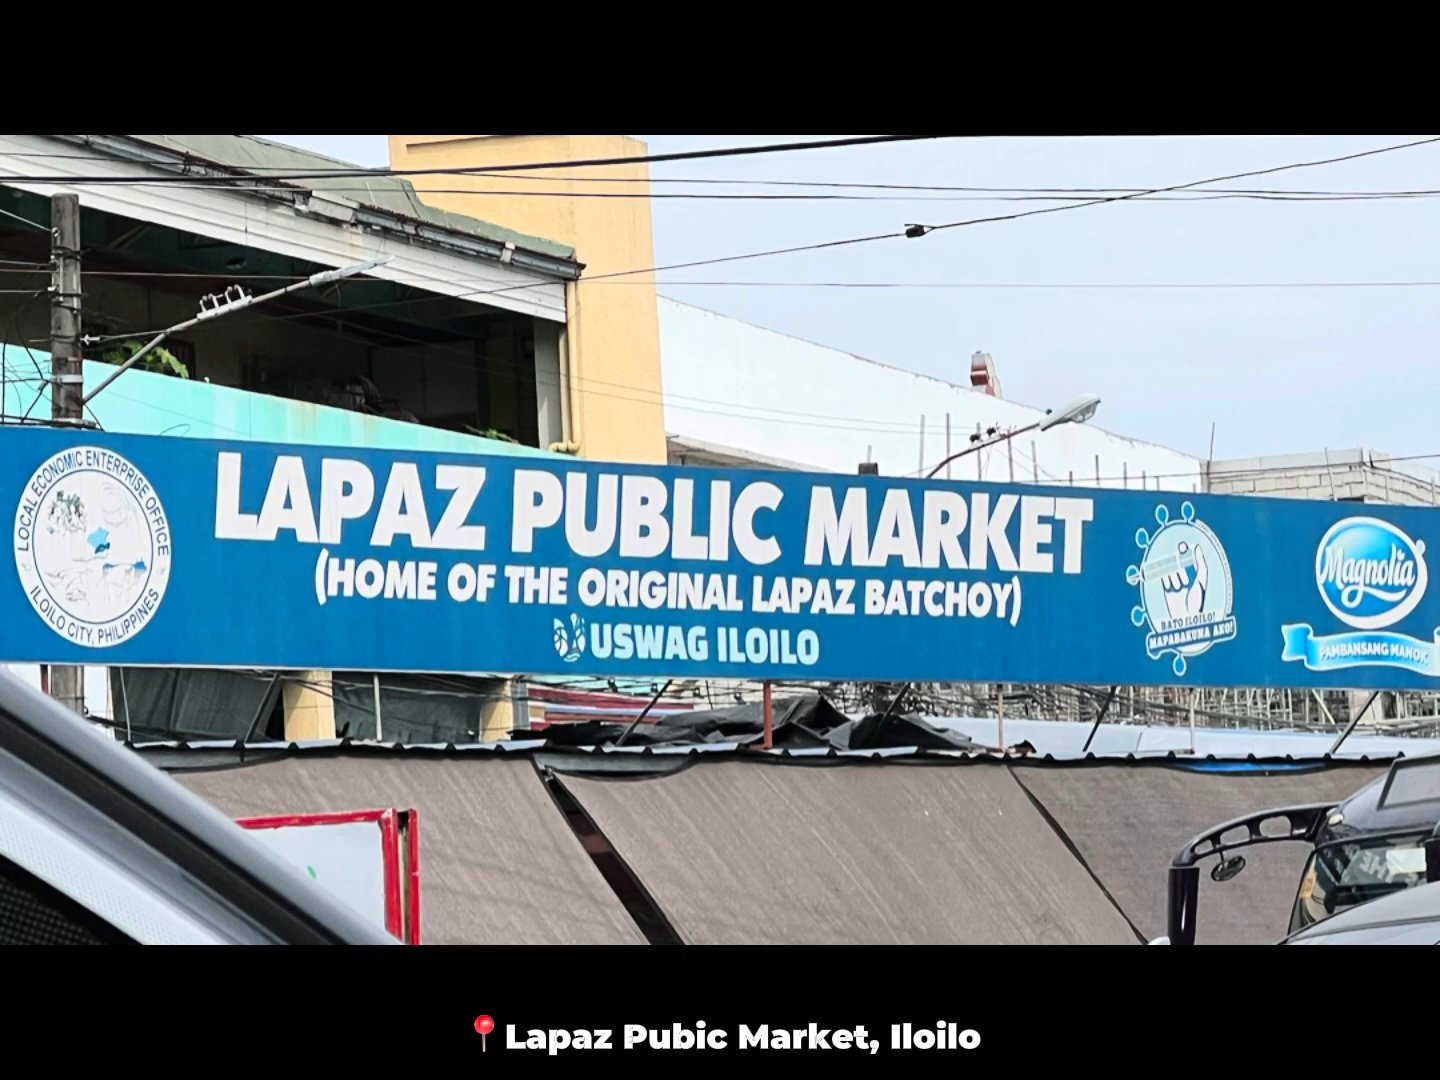 LOCAL ECONOMIC ENTERPRISE OFFICE
ILOILO CITY, PHILIPPINES
LAPAZ PUBLIC MARKET
(HOME OF THE ORIGINAL LAPAZ BATCHOY)
USWAG ILOILO
BATO ILOILO!
MAPABAKUNA AKO!
Magnolia
PAMBANSANG MANOK
📍Lapaz Pubic Market, Iloilo